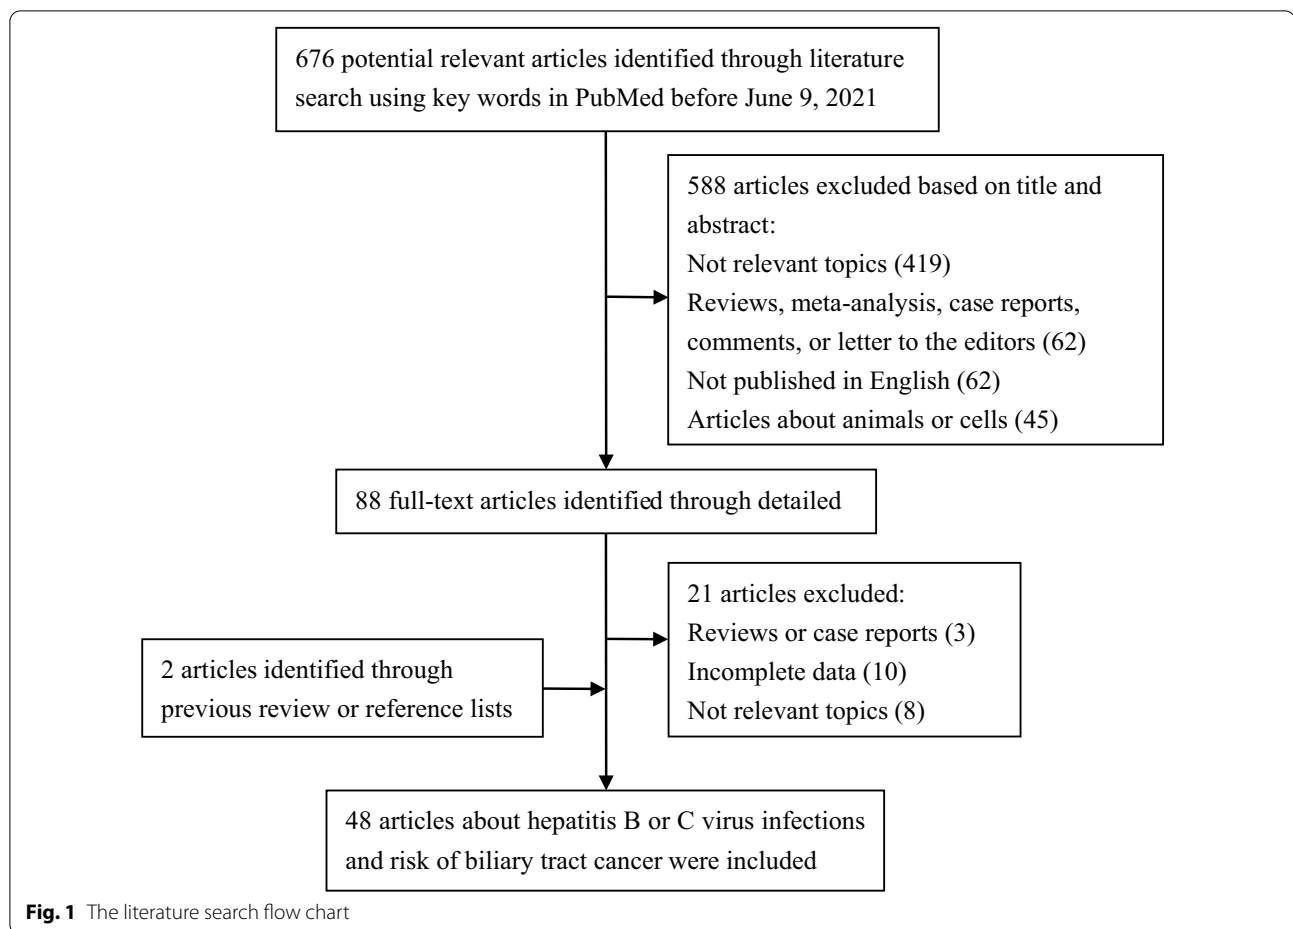 676 potential relevant articles identified through literature
search using key words in PubMed before June 9, 2021
588 articles excluded based on title and
abstract:
Not relevant topics (419)
Reviews, meta-analysis, case reports,
comments, or letter to the editors (62)
Not published in English (62)
Articles about animals or cells (45)
88 full-text articles identified through detailed
21 articles excluded:
Reviews or case reports (3)
Incomplete data (10)
Not relevant topics (8)
2 articles identified through
previous review or reference lists
48 articles about hepatitis B or C virus infections
and risk of biliary tract cancer were included
Fig. 1 The literature search flow chart